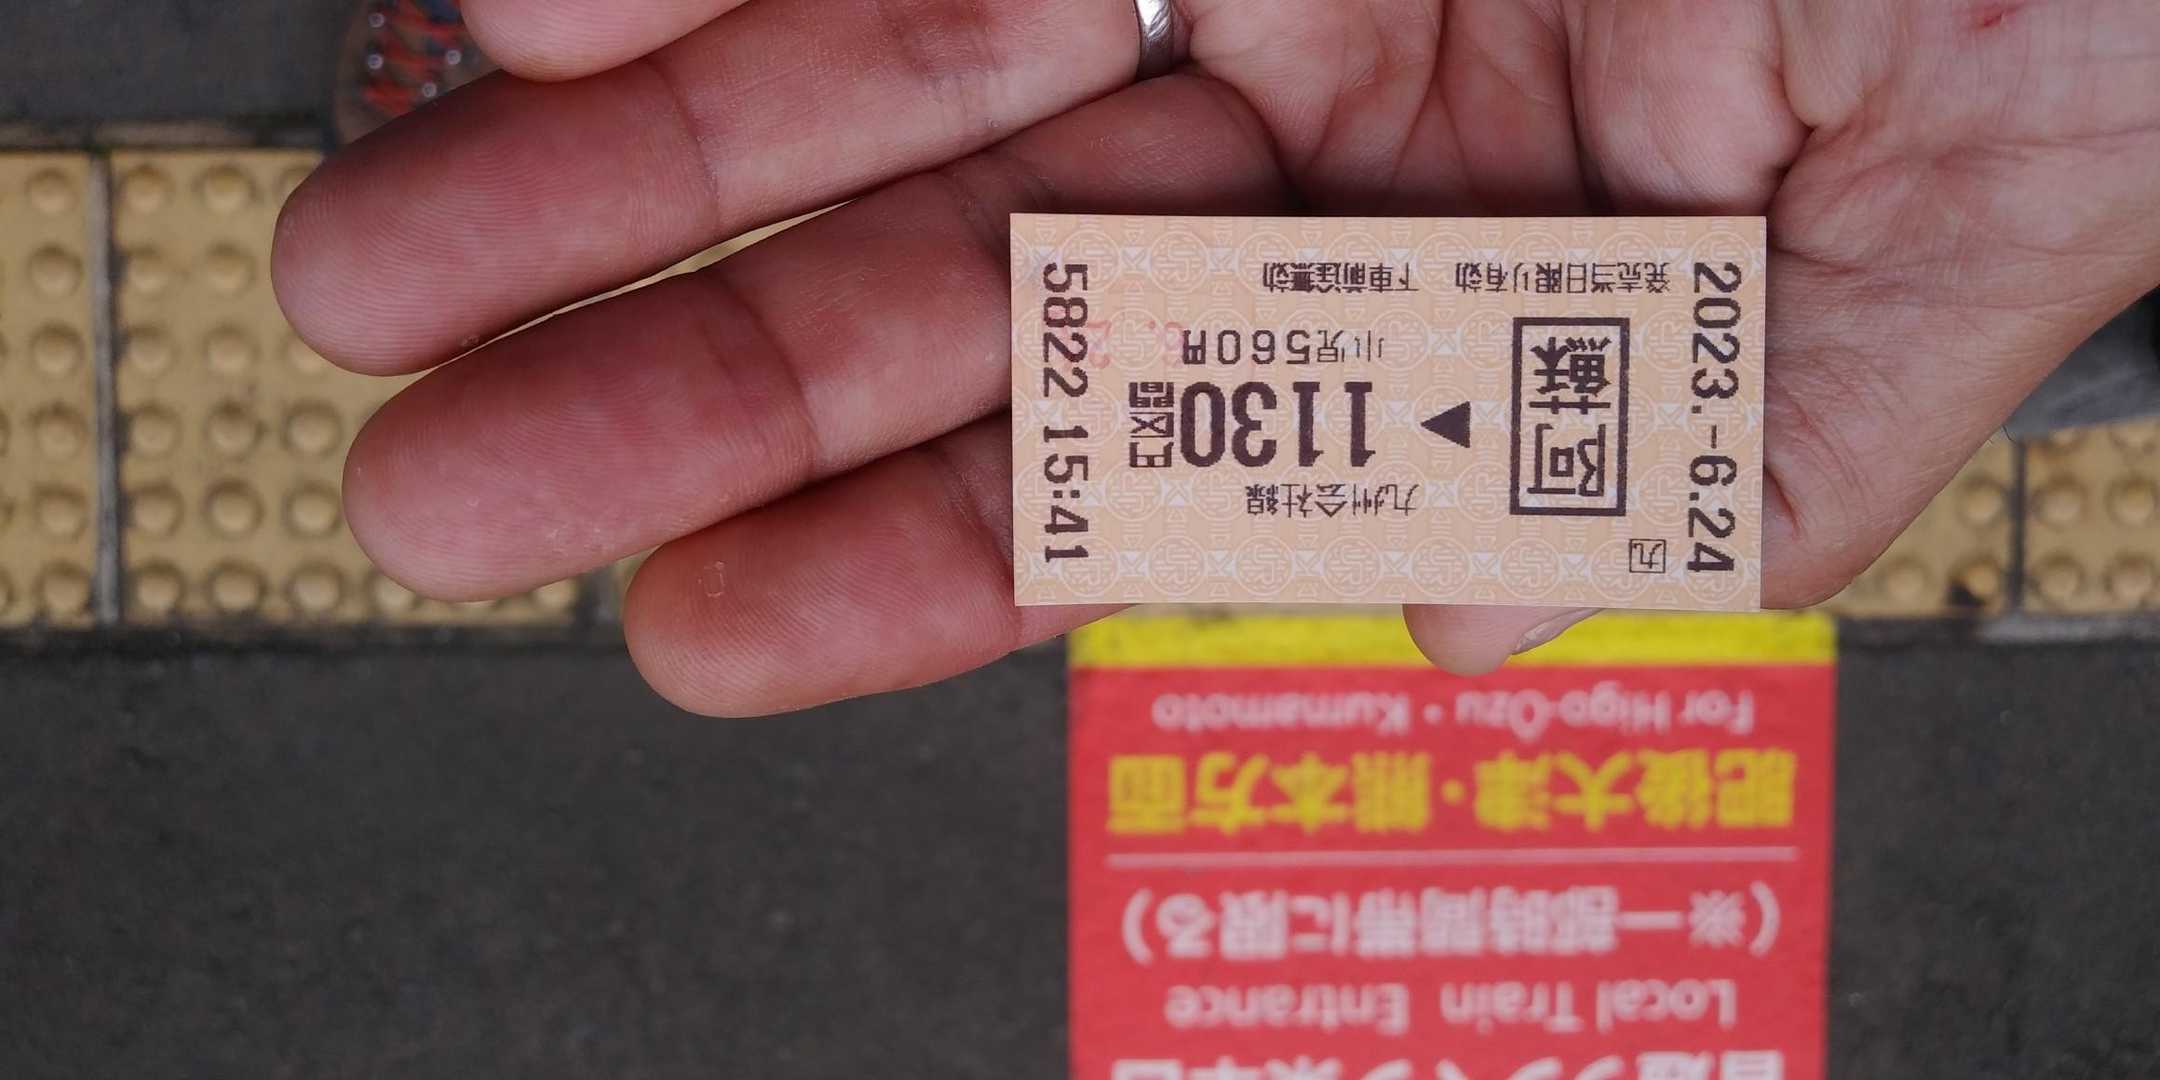 Local Train Entrance
(※一部時間帯に限る)
肥後大津・熊本方面
For Higo-Ōzu・Kumamoto
2023.-6.24
九
阿蘇
▶
九州会社線
1130円区間
小児560円
発売当日限り有効 下車前途無効
5822 15:41